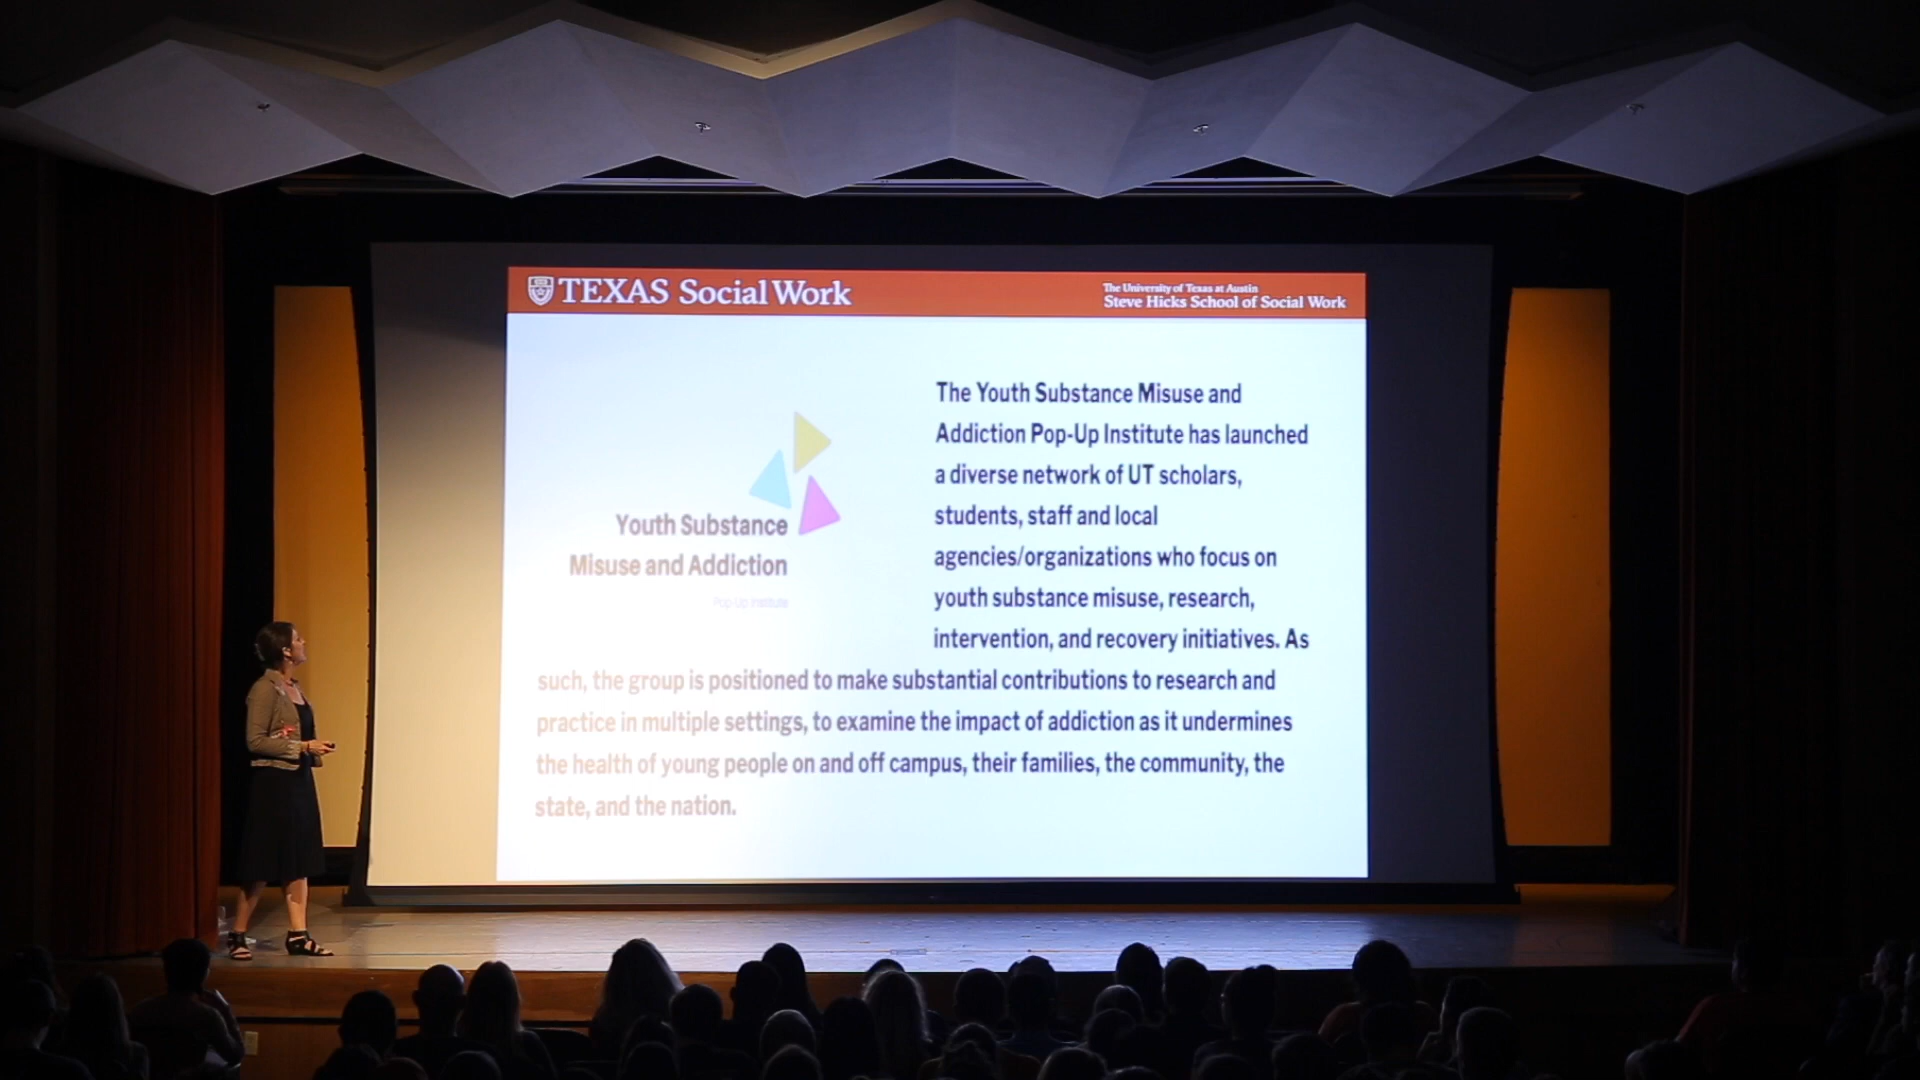 TEXAS Social Work
The University of Texas at Austin
Steve Hicks School of Social Work
Youth Substance
Misuse and Addiction
Pop-Up Institute
The Youth Substance Misuse and
Addiction Pop-Up Institute has launched
a diverse network of UT scholars,
students, staff and local
agencies/organizations who focus on
youth substance misuse, research,
intervention, and recovery initiatives. As
such, the group is positioned to make substantial contributions to research and
practice in multiple settings, to examine the impact of addiction as it undermines
the health of young people on and off campus, their families, the community, the
state, and the nation.